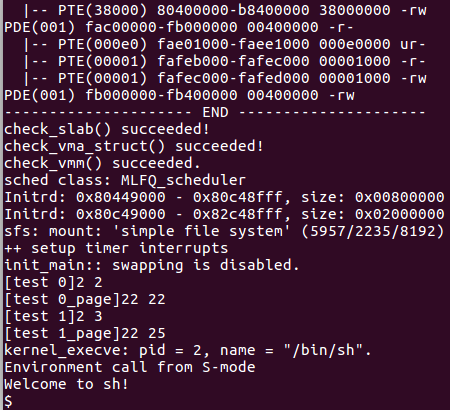 |-- PTE(38000) 80400000-b8400000 38000000 -rw
PDE(001) fac00000-fb000000 00400000 -r-
  |-- PTE(000e0) fae01000-faee1000 000e0000 ur-
  |-- PTE(00001) fafeb000-fafec000 00001000 -r-
  |-- PTE(00001) fafec000-fafed000 00001000 -rw
PDE(001) fb000000-fb400000 00400000 -rw
--------------------- END ---------------------
check_slab() succeeded!
check_vma_struct() succeeded!
check_vmm() succeeded.
sched class: MLFQ_scheduler
Initrd: 0x80449000 - 0x80c48fff, size: 0x00800000
Initrd: 0x80c49000 - 0x82c48fff, size: 0x02000000
sfs: mount: 'simple file system' (5957/2235/8192)
++ setup timer interrupts
init_main:: swapping is disabled.
[test 0]2 2
[test 0_page]22 22
[test 1]2 3
[test 1_page]22 25
kernel_execve: pid = 2, name = "/bin/sh".
Environment call from S-mode
Welcome to sh!
$